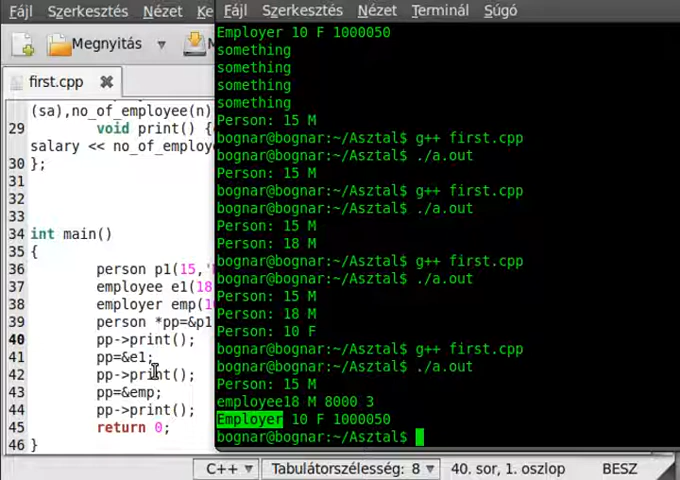 Fájl Szerkesztés Nézet
Megnyitás
first.cpp
(sa),no_of_employee(n)
29 void print() {
salary << no_of_employ
30 };
31
32
33
34 int main()
35 {
36 person p1(15,'
37 employee e1(18
38 employer emp(1
39 person *pp=&p1
40 pp->print();
41 pp=&e1;
42 pp->print();
43 pp=&emp;
44 pp->print();
45 return 0;
46 }
C++ Tabulátorszélesség: 8 40. sor, 1. oszlop BESZ
Fájl Szerkesztés Nézet Terminál Súgó
Employer 10 F 1000050
something
something
something
something
Person: 15 M
bognar@bognar:~/Asztal$ g++ first.cpp
bognar@bognar:~/Asztal$ ./a.out
Person: 15 M
bognar@bognar:~/Asztal$ g++ first.cpp
bognar@bognar:~/Asztal$ ./a.out
Person: 15 M
Person: 18 M
bognar@bognar:~/Asztal$ g++ first.cpp
bognar@bognar:~/Asztal$ ./a.out
Person: 15 M
Person: 18 M
Person: 10 F
bognar@bognar:~/Asztal$ g++ first.cpp
bognar@bognar:~/Asztal$ ./a.out
Person: 15 M
employee18 M 8000 3
Employer 10 F 1000050
bognar@bognar:~/Asztal$